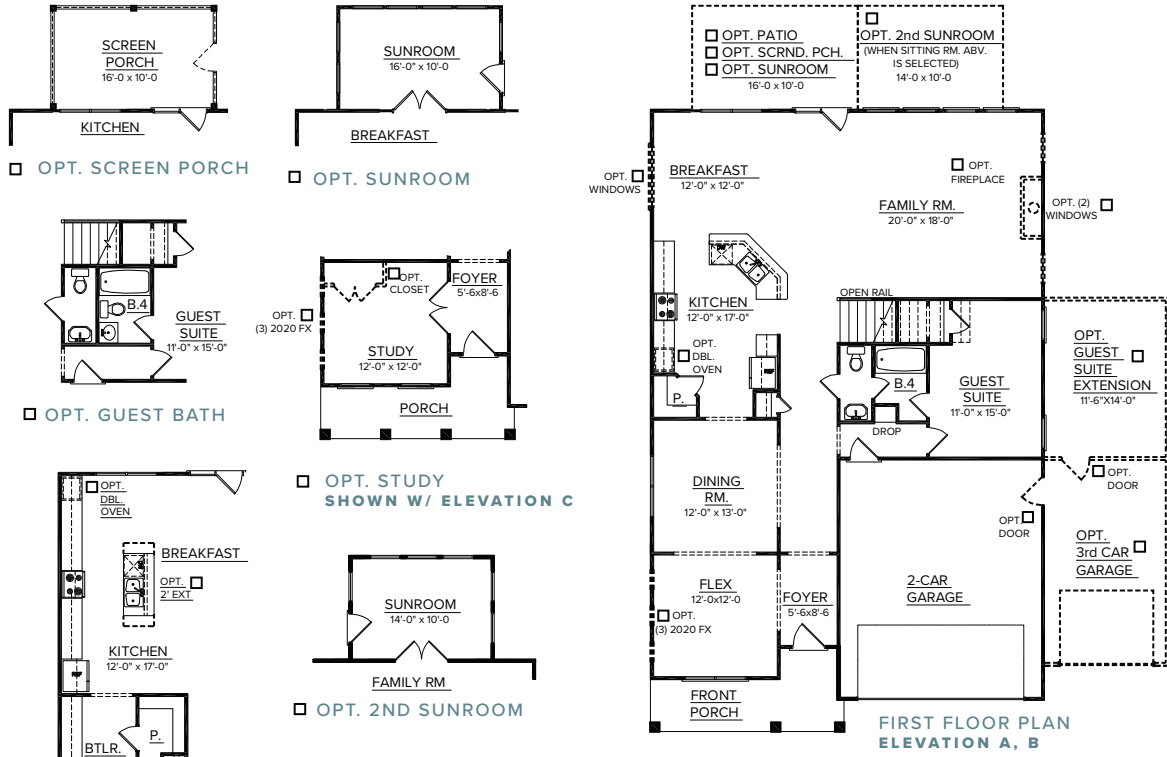 SCREEN
PORCH
16'-0 x 10'-0
KITCHEN
OPT. SCREEN PORCH
SUNROOM
16'-0" x 10'-0
BREAKFAST
OPT. SUNROOM
B.4
GUEST
SUITE
11'-0" x 15'-0"
OPT. GUEST BATH
OPT.
CLOSET
FOYER
5'-6x8'-6
OPT.
(3) 2020 FX
STUDY
12'-0" x 12'-0"
PORCH
OPT. STUDY
SHOWN W/ ELEVATION C
OPT.
DBL.
OVEN
BREAKFAST
OPT.
2' EXT
KITCHEN
12'-0" x 17'-0"
REF
BTLR.
P.
SUNROOM
14'-0" x 10'-0
FAMILY RM
OPT. 2ND SUNROOM
OPT. PATIO
OPT. SCRND. PCH.
OPT. SUNROOM
16'-0 x 10'-0
OPT. 2nd SUNROOM
(WHEN SITTING RM. ABV.
IS SELECTED)
14'-0 x 10'-0
OPT.
WINDOWS
BREAKFAST
12'-0" x 12'-0"
OPT.
FIREPLACE
FAMILY RM.
20'-0" x 18'-0"
OPT. (2)
WINDOWS
OPEN RAIL
KITCHEN
12'-0" x 17'-0"
OPT.
DBL.
OVEN
REF
P.
B.4
GUEST
SUITE
11'-0" x 15'-0"
DROP
OPT.
GUEST
SUITE
EXTENSION
11'-6"X14'-0"
DINING
RM.
12'-0" x 13'-0"
OPT.
DOOR
OPT.
DOOR
OPT.
3rd CAR
GARAGE
FLEX
12'-0x12'-0
OPT.
(3) 2020 FX
FOYER
5'-6x8'-6
2-CAR
GARAGE
FRONT
PORCH
FIRST FLOOR PLAN
ELEVATION A, B